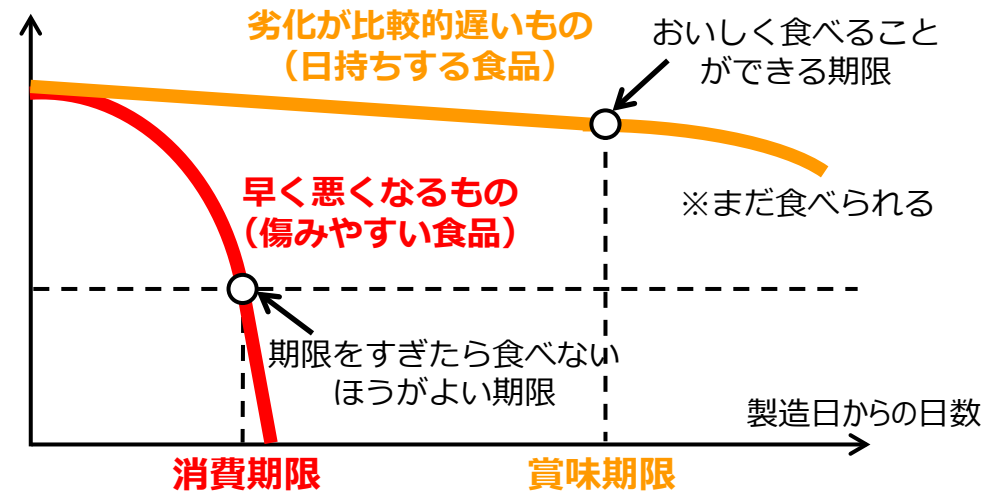 劣化が比較的遅いもの
（日持ちする食品）
おいしく食べること
ができる期限
早く悪くなるもの
（傷みやすい食品）
※まだ食べられる
期限をすぎたら食べない
ほうがよい期限
製造日からの日数
消費期限
賞味期限